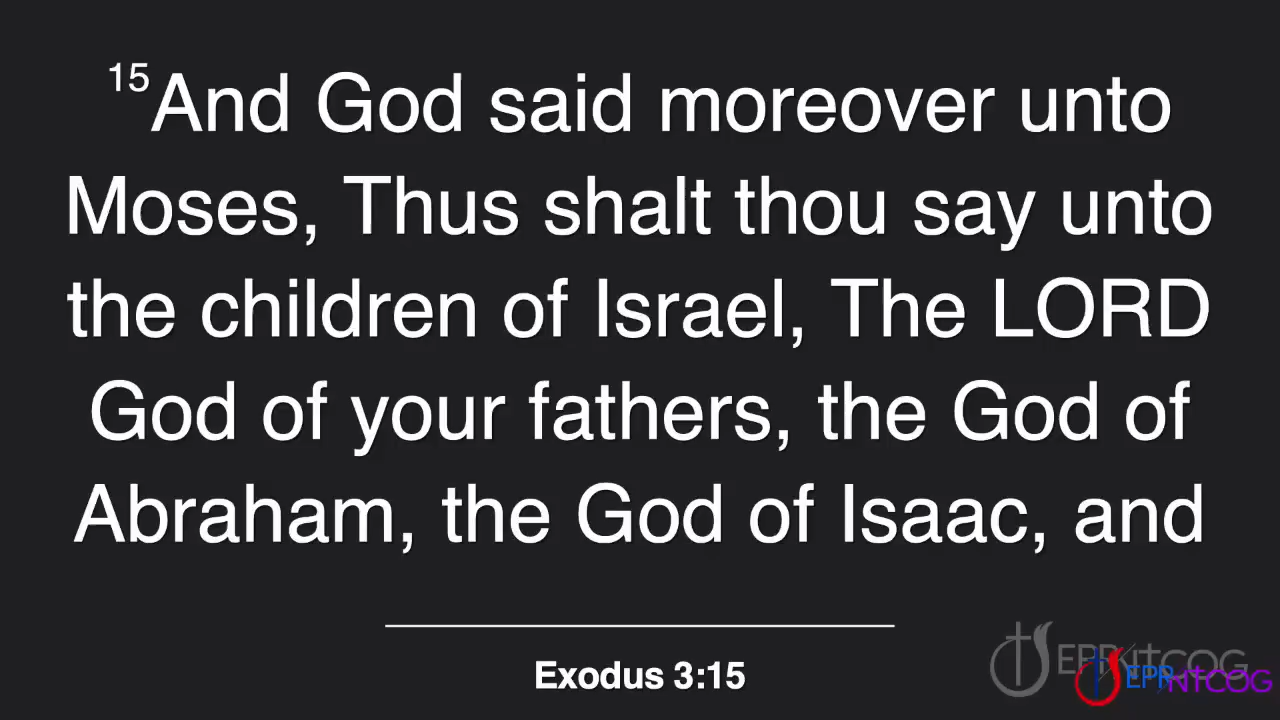 15And God said moreover unto
Moses, Thus shalt thou say unto
the children of Israel, The LORD
God of your fathers, the God of
Abraham, the God of Isaac, and
Exodus 3:15
EPRNTCOG